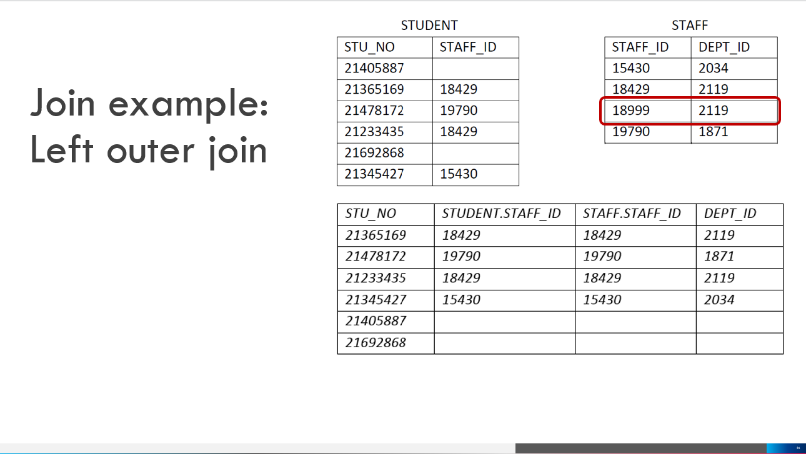 Join example:
Left outer join
STUDENT
STU_NO STAFF_ID
21405887
21365169 18429
21478172 19790
21233435 18429
21692868
21345427 15430
STAFF
STAFF_ID DEPT_ID
15430 2034
18429 2119
18999 2119
19790 1871
STU_NO STUDENT.STAFF_ID STAFF.STAFF_ID DEPT_ID
21365169 18429 18429 2119
21478172 19790 19790 1871
21233435 18429 18429 2119
21345427 15430 15430 2034
21405887
21692868